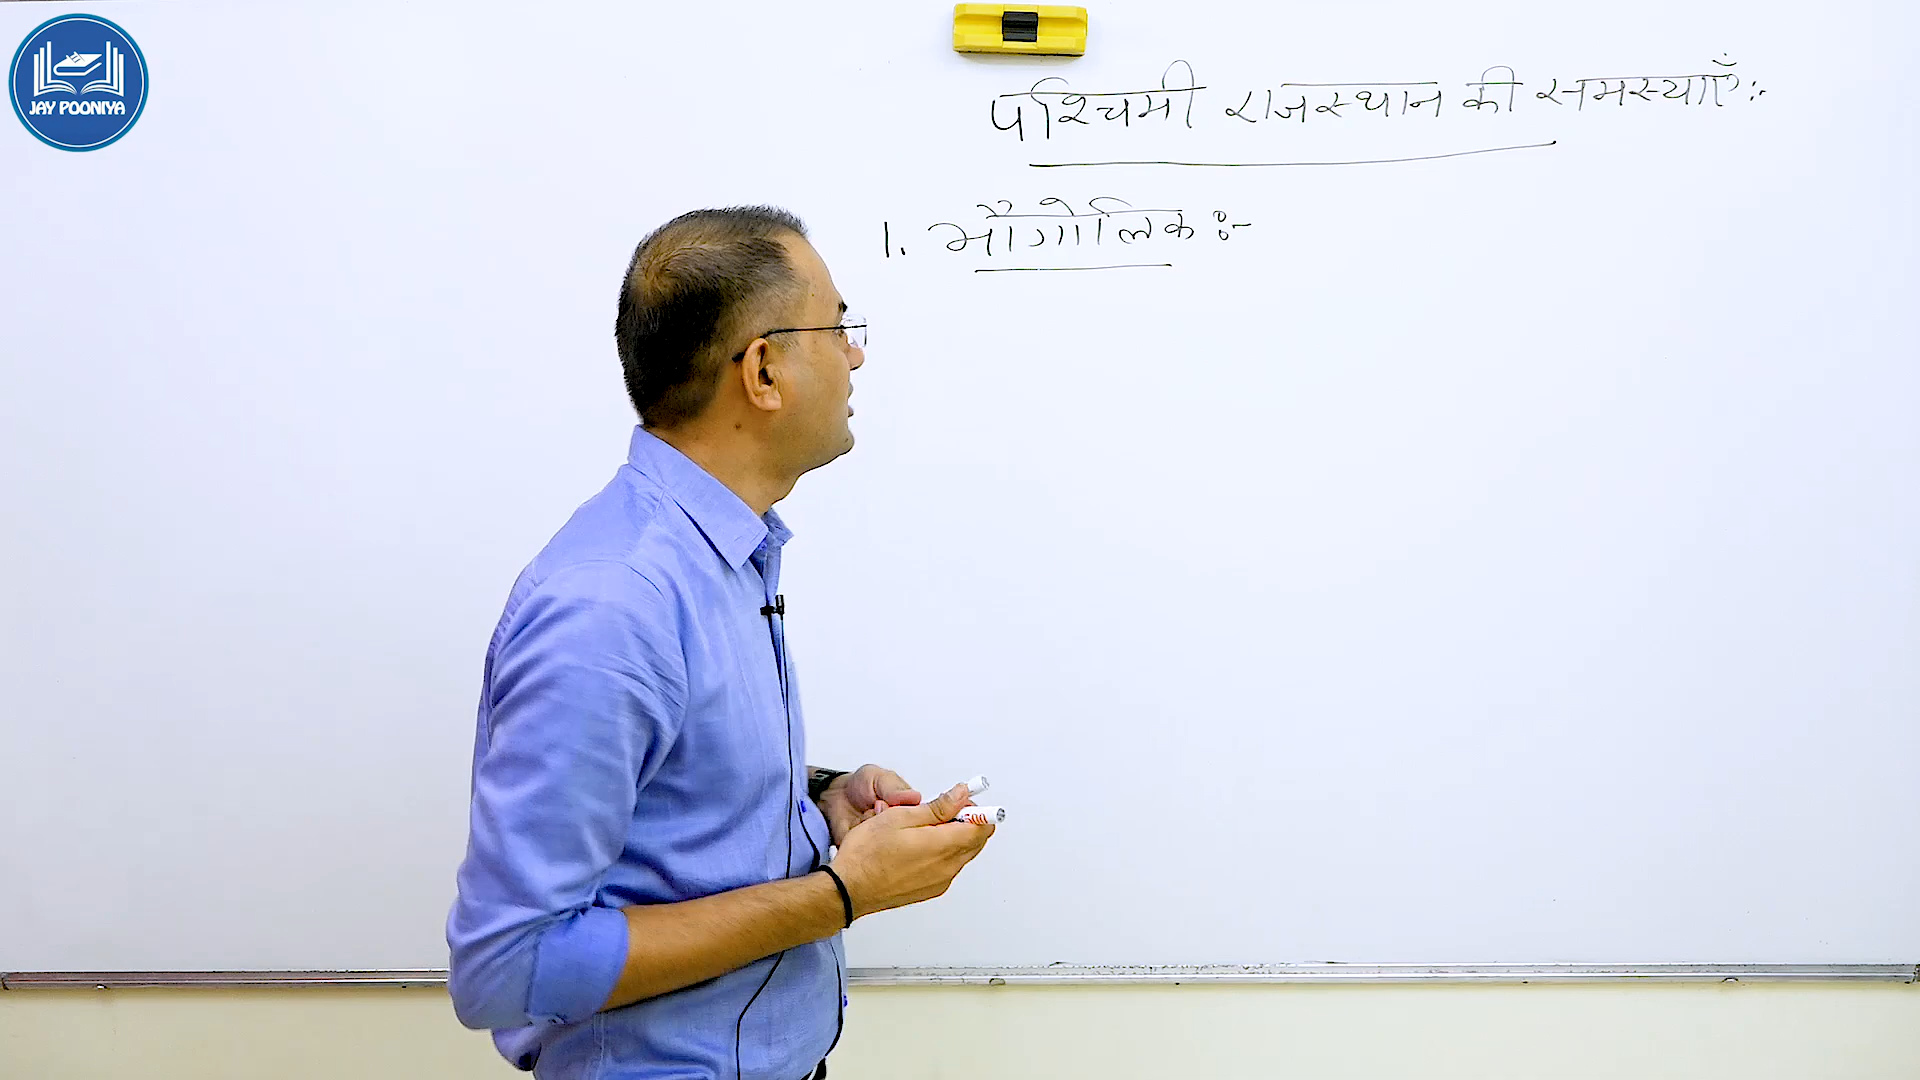 JAY POONIYA
पश्चिमी राजस्थान की समस्याएँ:-
1. भौगोलिक :-